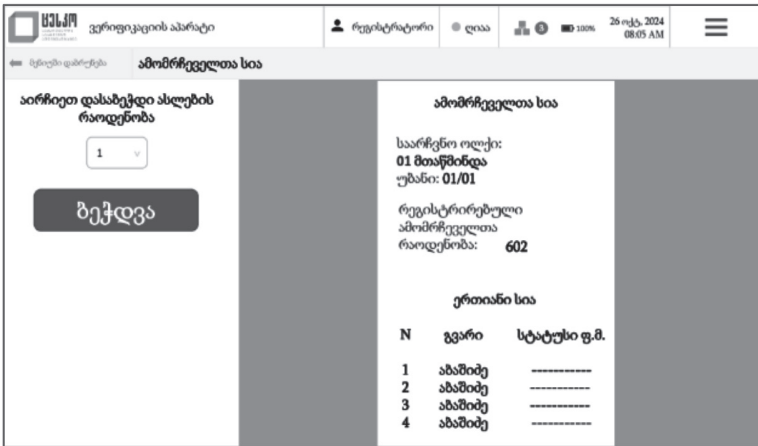 ცესკო
ვერიფიკაციის აპარატი
რეგისტრატორი
ღიაა
3
100%
26 ოქტ, 2024
08:05 AM
მენიუში დაბრუნება
ამომრჩეველთა სია
აირჩიეთ დასაბეჭდი ასლების
რაოდენობა
1
ბეჭდვა
ამომრჩეველთა სია
საარჩვნო ოლქი:
01 მთაწმინდა
უბანი: 01/01
რეგისტრირებული
ამომრჩეველთა
რაოდენობა: 602
ერთიანი სია
N გვარი სტატუსი ფ.მ.
1 აბაშიძე -----------
2 აბაშიძე -----------
3 აბაშიძე -----------
4 აბაშიძე -----------